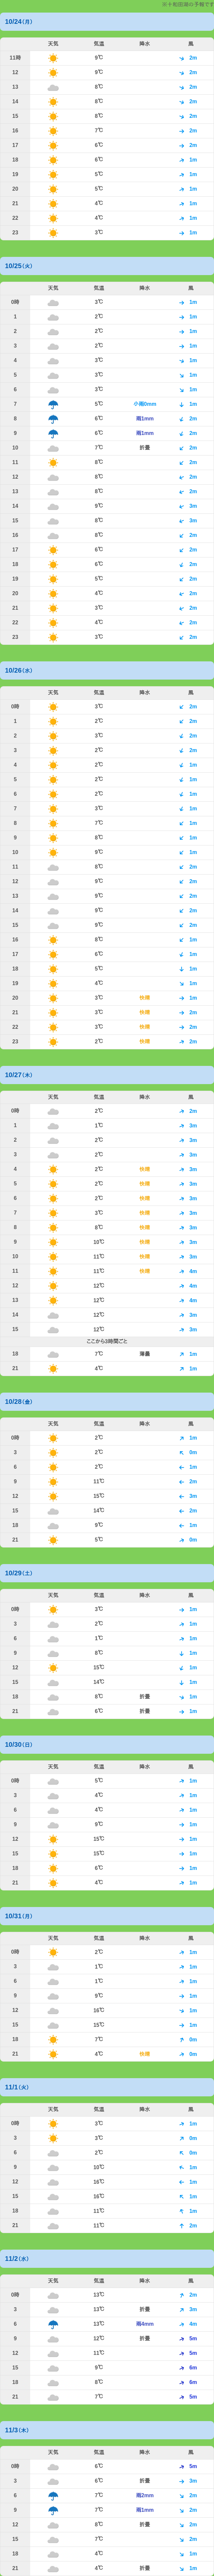 10/24(月)
天気 気温 降水 風
11時 9℃ 2m
12 9℃ 2m
13 8℃ 2m
14 8℃ 2m
15 8℃ 2m
16 7℃ 2m
17 6℃ 2m
18 6℃ 1m
19 5℃ 1m
20 5℃ 1m
21 4℃ 1m
22 4℃ 1m
23 3℃ 1m
10/25(火)
天気 気温 降水 風
0時 3℃ 1m
1 2℃ 1m
2 2℃ 1m
3 2℃ 1m
4 3℃ 1m
5 3℃ 1m
6 3℃ 1m
7 5℃ 小雨0mm 1m
8 6℃ 雨1mm 2m
9 6℃ 雨1mm 2m
10 7℃ 折曇 2m
11 8℃ 2m
12 8℃ 2m
13 8℃ 2m
14 9℃ 3m
15 8℃ 3m
16 8℃ 2m
17 6℃ 2m
18 6℃ 2m
19 5℃ 2m
20 4℃ 2m
21 3℃ 2m
22 4℃ 2m
23 3℃ 2m
10/26(水)
天気 気温 降水 風
0時 3℃ 2m
1 2℃ 2m
2 3℃ 2m
3 2℃ 2m
4 2℃ 1m
5 2℃ 1m
6 2℃ 1m
7 3℃ 1m
8 7℃ 1m
9 8℃ 1m
10 9℃ 1m
11 8℃ 2m
12 9℃ 2m
13 9℃ 2m
14 9℃ 2m
15 9℃ 2m
16 8℃ 1m
17 6℃ 1m
18 5℃ 1m
19 4℃ 1m
20 3℃ 快晴 1m
21 3℃ 快晴 2m
22 3℃ 快晴 2m
23 2℃ 快晴 2m
10/27(木)
天気 気温 降水 風
0時 2℃ 2m
1 1℃ 3m
2 2℃ 3m
3 2℃ 3m
4 2℃ 快晴 3m
5 2℃ 快晴 3m
6 2℃ 快晴 3m
7 3℃ 快晴 3m
8 8℃ 快晴 3m
9 10℃ 快晴 3m
10 11℃ 快晴 3m
11 11℃ 快晴 4m
12 12℃ 4m
13 12℃ 4m
14 12℃ 3m
15 12℃ 3m
ここから3時間ごと
18 7℃ 薄曇 1m
21 4℃ 1m
10/28(金)
天気 気温 降水 風
0時 2℃ 1m
3 2℃ 0m
6 2℃ 1m
9 11℃ 2m
12 15℃ 3m
15 14℃ 2m
18 9℃ 1m
21 5℃ 0m
10/29(土)
天気 気温 降水 風
0時 3℃ 1m
3 2℃ 1m
6 1℃ 1m
9 8℃ 1m
12 15℃ 1m
15 14℃ 1m
18 8℃ 折曇 1m
21 6℃ 折曇 1m
10/30(日)
天気 気温 降水 風
0時 5℃ 1m
3 4℃ 1m
6 4℃ 1m
9 9℃ 1m
12 15℃ 1m
15 15℃ 1m
18 6℃ 1m
21 4℃ 1m
10/31(月)
天気 気温 降水 風
0時 2℃ 1m
3 1℃ 1m
6 1℃ 1m
9 9℃ 1m
12 16℃ 1m
15 15℃ 1m
18 7℃ 0m
21 4℃ 快晴 0m
11/1(火)
天気 気温 降水 風
0時 3℃ 1m
3 3℃ 0m
6 2℃ 0m
9 10℃ 1m
12 16℃ 1m
15 16℃ 1m
18 11℃ 1m
21 11℃ 2m
11/2(水)
天気 気温 降水 風
0時 13℃ 2m
3 13℃ 折曇 3m
6 13℃ 雨4mm 4m
9 12℃ 折曇 5m
12 11℃ 5m
15 9℃ 6m
18 8℃ 6m
21 7℃ 5m
11/3(木)
天気 気温 降水 風
0時 6℃ 5m
3 6℃ 折曇 3m
6 7℃ 雨2mm 2m
9 7℃ 雨1mm 2m
12 8℃ 折曇 2m
15 7℃ 2m
18 4℃ 1m
21 4℃ 折曇 1m